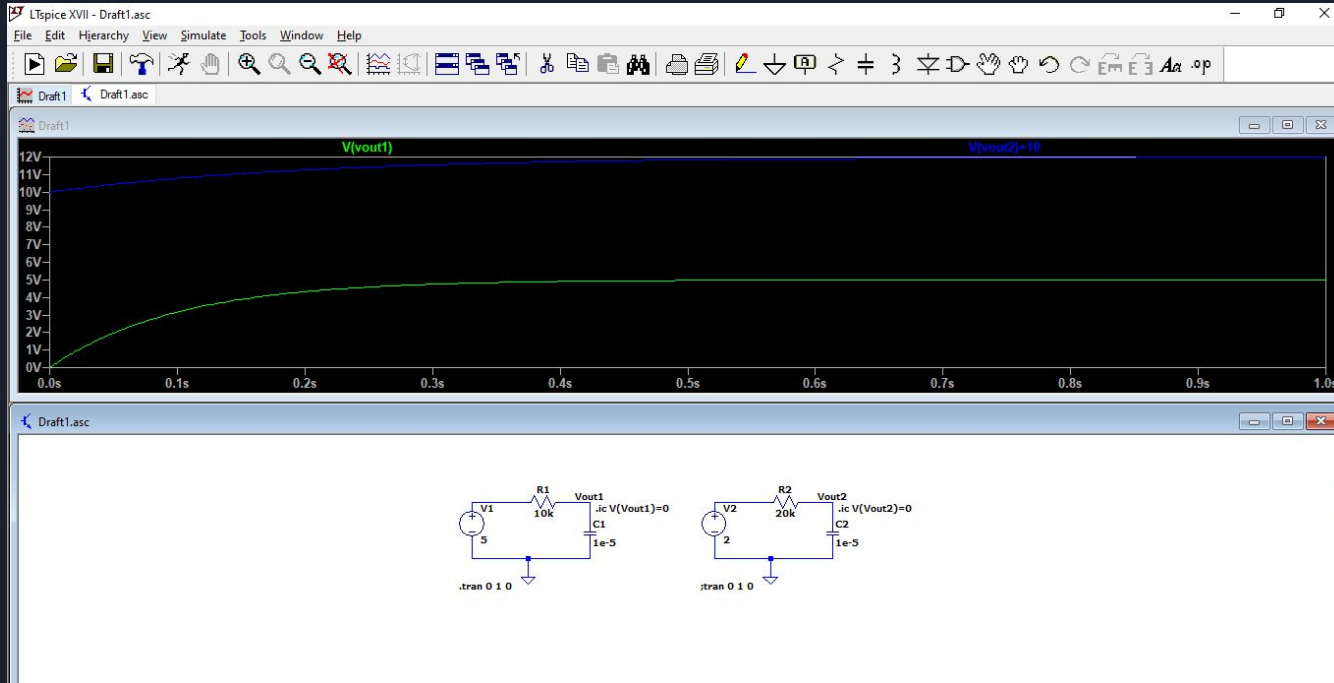 LTspice XVII - Draft1.asc
File Edit Hierarchy View Simulate Tools Window Help
.op
Draft1 Draft1.asc
Draft1
V(vout1) V(vout2)+10
12V
11V
10V
9V
8V
7V
6V
5V
4V
3V
2V
1V
0V
0.0s 0.1s 0.2s 0.3s 0.4s 0.5s 0.6s 0.7s 0.8s 0.9s 1.0s
Draft1.asc
R1 Vout1 R2 Vout2
V1 10k .ic V(Vout1)=0 V2 20k .ic V(Vout2)=0
C1 C2
5 1e-5 2 1e-5
.tran 0 1 0 ;tran 0 1 0